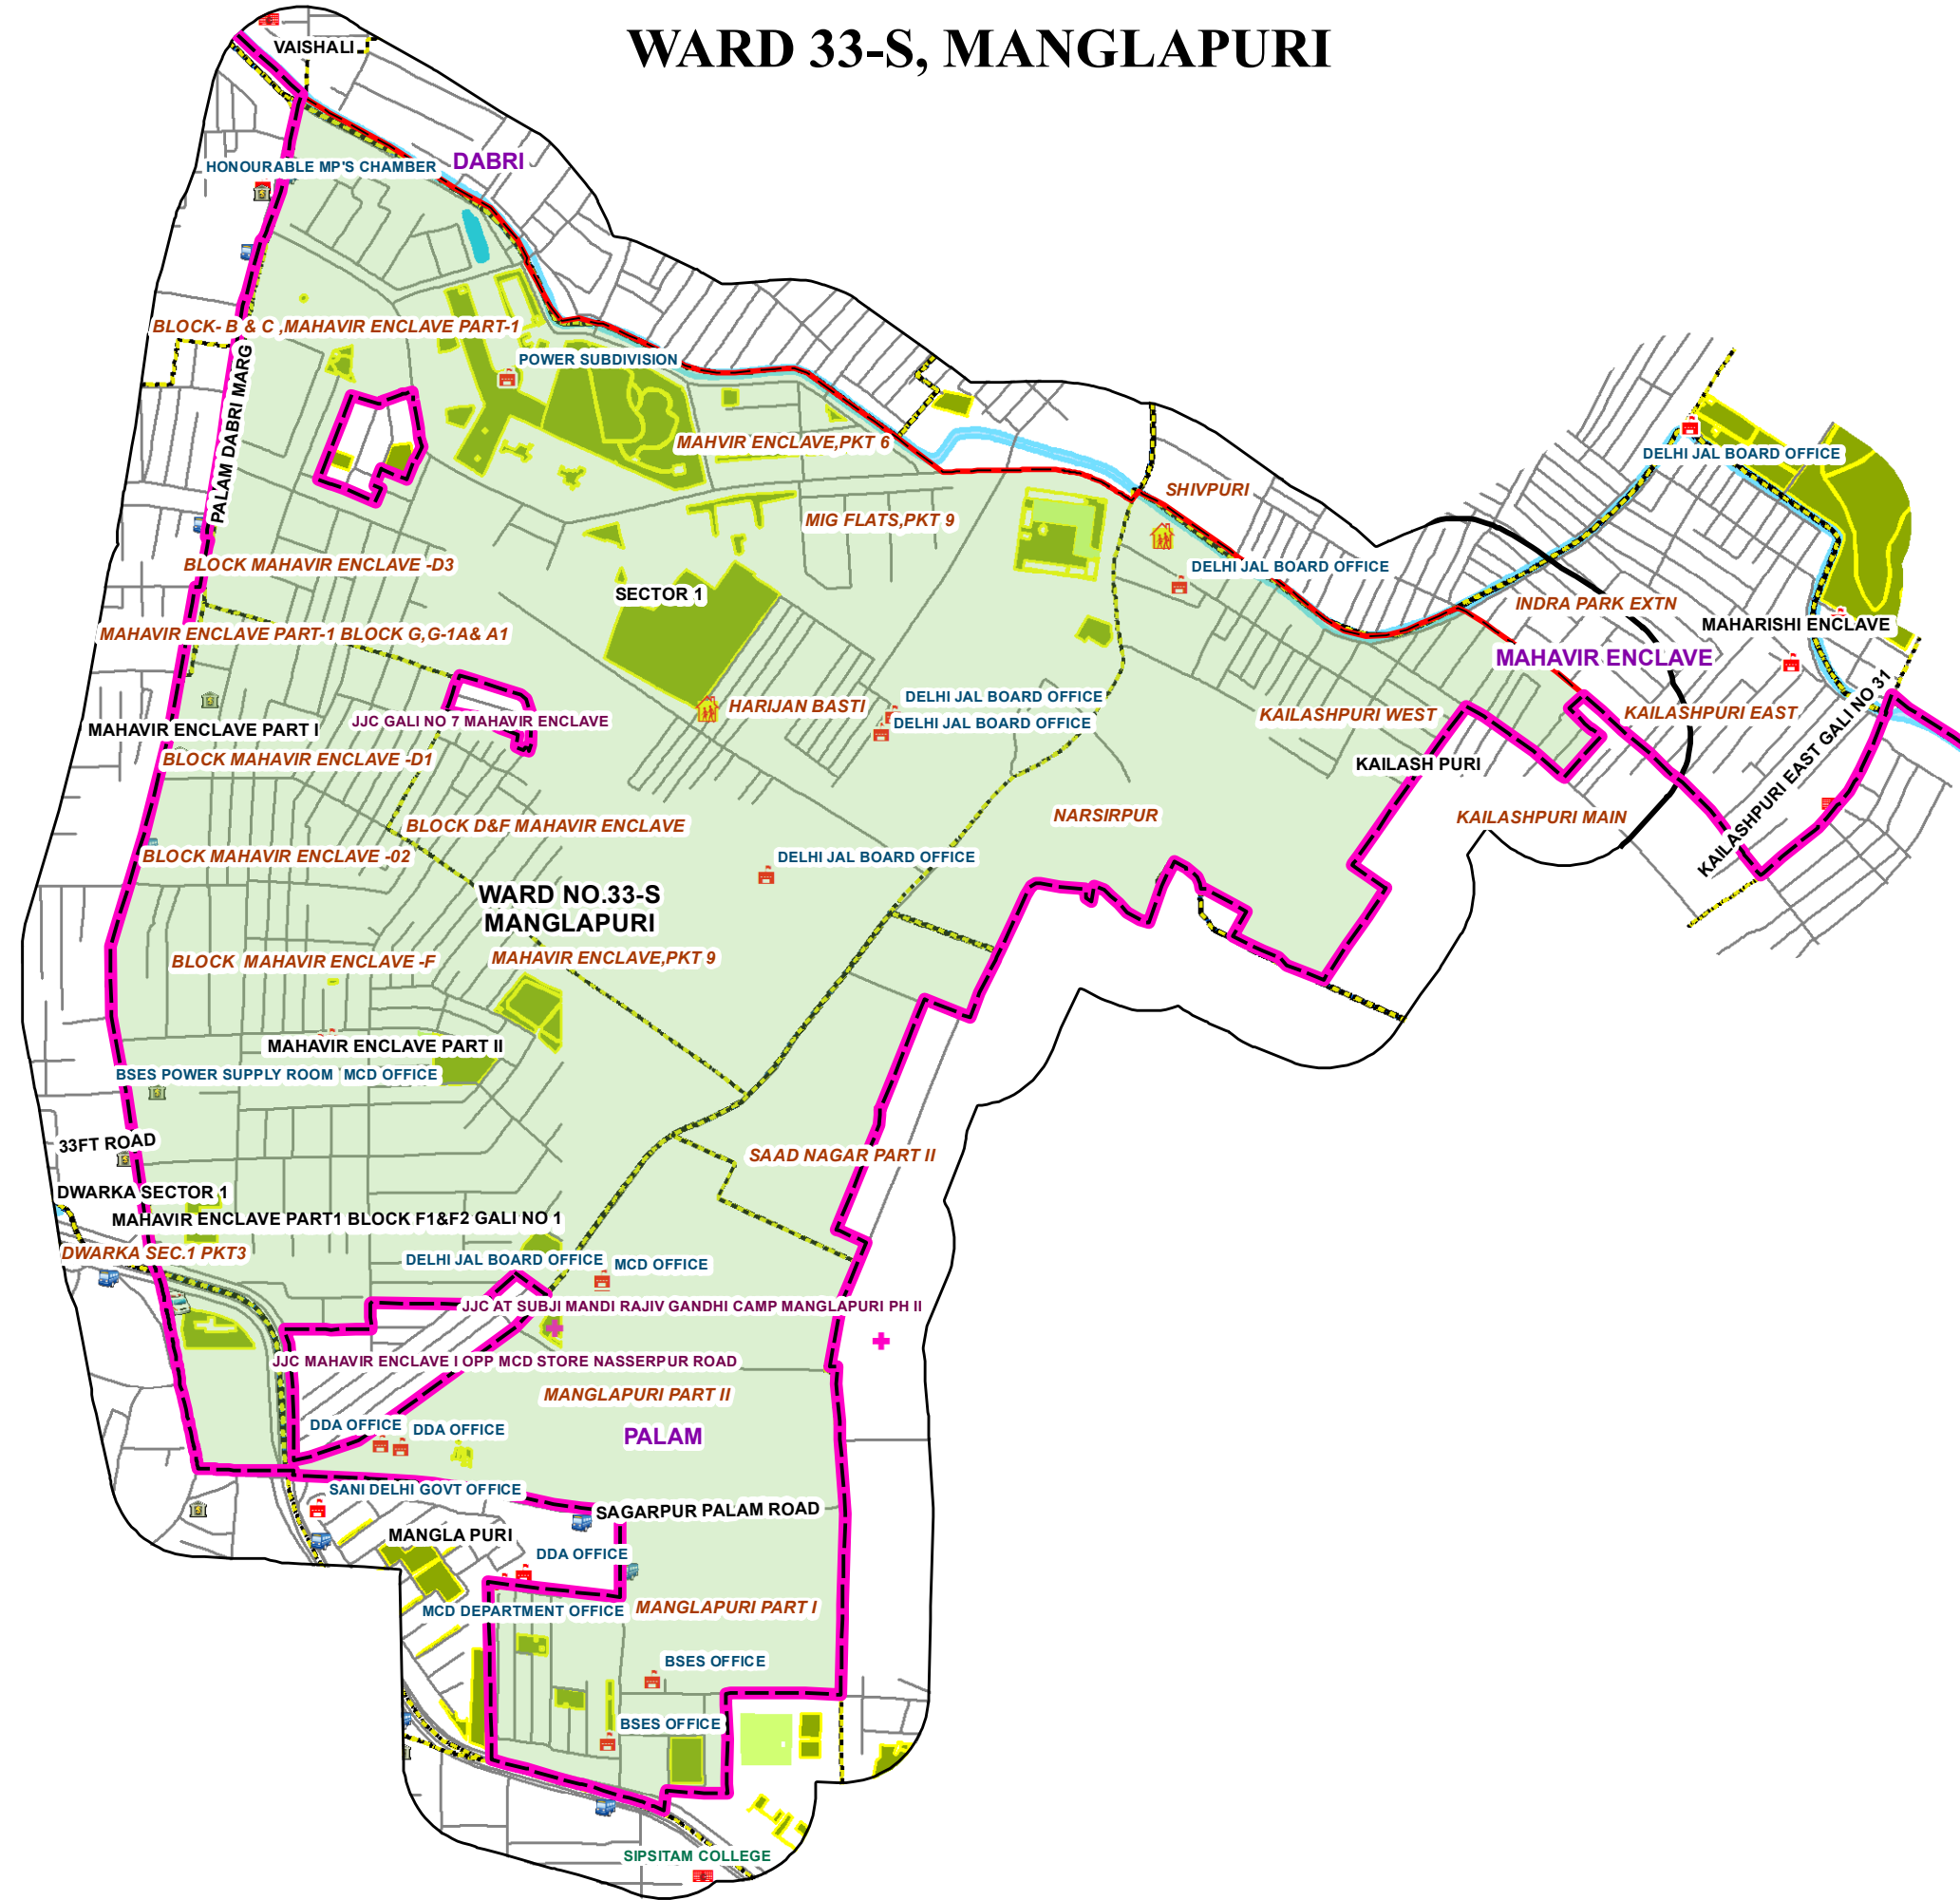 WARD 33-S, MANGLAPURI
VAISHALI
DABRI
HONOURABLE MP'S CHAMBER
BLOCK- B & C ,MAHAVIR ENCLAVE PART-1
POWER SUBDIVISION
PALAM DABRI MARG
MAHVIR ENCLAVE,PKT 6
DELHI JAL BOARD OFFICE
SHIVPURI
MIG FLATS,PKT 9
BLOCK MAHAVIR ENCLAVE -D3
DELHI JAL BOARD OFFICE
SECTOR 1
INDRA PARK EXTN
MAHARISHI ENCLAVE
MAHAVIR ENCLAVE PART-1 BLOCK G,G-1A& A1
MAHAVIR ENCLAVE
DELHI JAL BOARD OFFICE
HARIJAN BASTI
KAILASHPURI WEST
KAILASHPURI EAST
JJC GALI NO 7 MAHAVIR ENCLAVE
DELHI JAL BOARD OFFICE
MAHAVIR ENCLAVE PART I
BLOCK MAHAVIR ENCLAVE -D1
KAILASH PURI
KAILASHPURI EAST GALI NO 31
NARSIRPUR
KAILASHPURI MAIN
BLOCK D&F MAHAVIR ENCLAVE
BLOCK MAHAVIR ENCLAVE -02
DELHI JAL BOARD OFFICE
WARD NO.33-S
MANGLAPURI
BLOCK MAHAVIR ENCLAVE -F
MAHAVIR ENCLAVE,PKT 9
MAHAVIR ENCLAVE PART II
BSES POWER SUPPLY ROOM
MCD OFFICE
33FT ROAD
SAAD NAGAR PART II
DWARKA SECTOR 1
MAHAVIR ENCLAVE PART1 BLOCK F1&F2 GALI NO 1
DWARKA SEC.1 PKT3
DELHI JAL BOARD OFFICE
MCD OFFICE
JJC AT SUBJI MANDI RAJIV GANDHI CAMP MANGLAPURI PH II
JJC MAHAVIR ENCLAVE I OPP MCD STORE NASSERPUR ROAD
MANGLAPURI PART II
DDA OFFICE
DDA OFFICE
PALAM
SANI DELHI GOVT OFFICE
SAGARPUR PALAM ROAD
MANGLA PURI
DDA OFFICE
MCD DEPARTMENT OFFICE
MANGLAPURI PART I
BSES OFFICE
BSES OFFICE
SIPSITAM COLLEGE